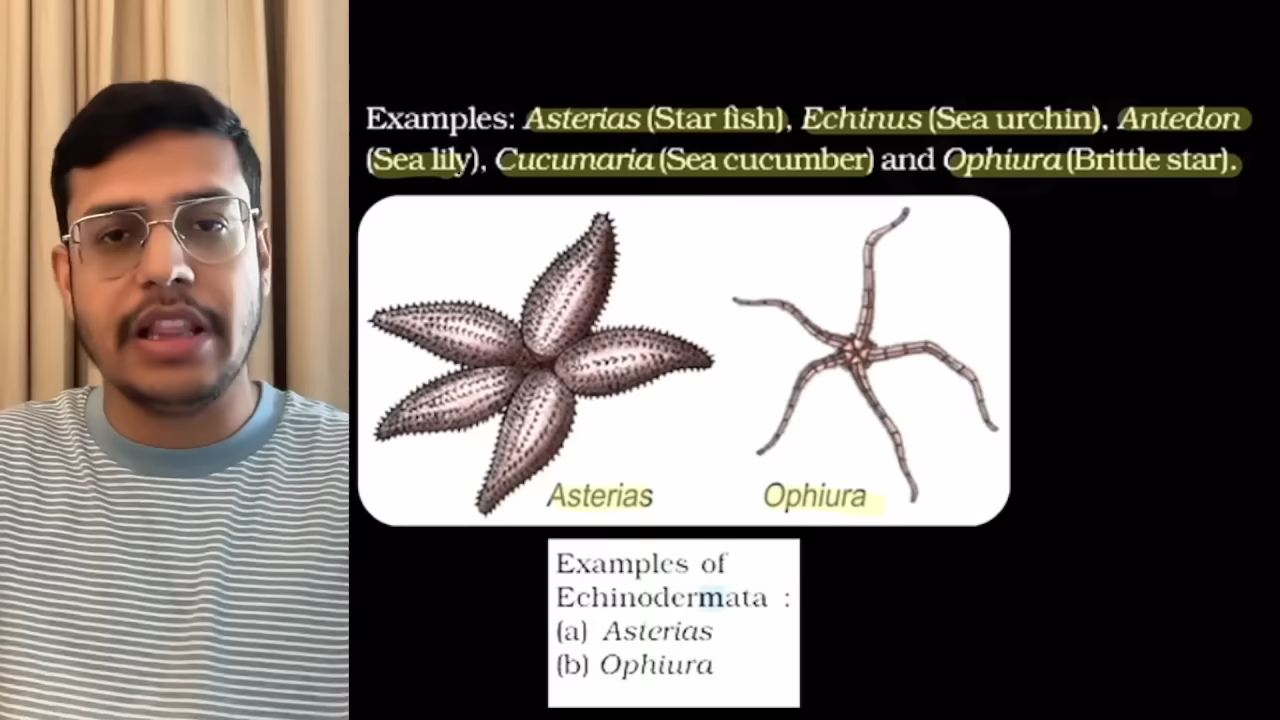 Examples: Asterias (Star fish), Echinus (Sea urchin), Antedon
(Sea lily), Cucumaria (Sea cucumber) and Ophiura (Brittle star).
Asterias
Ophiura
Examples of
Echinodermata :
(a) Asterias
(b) Ophiura